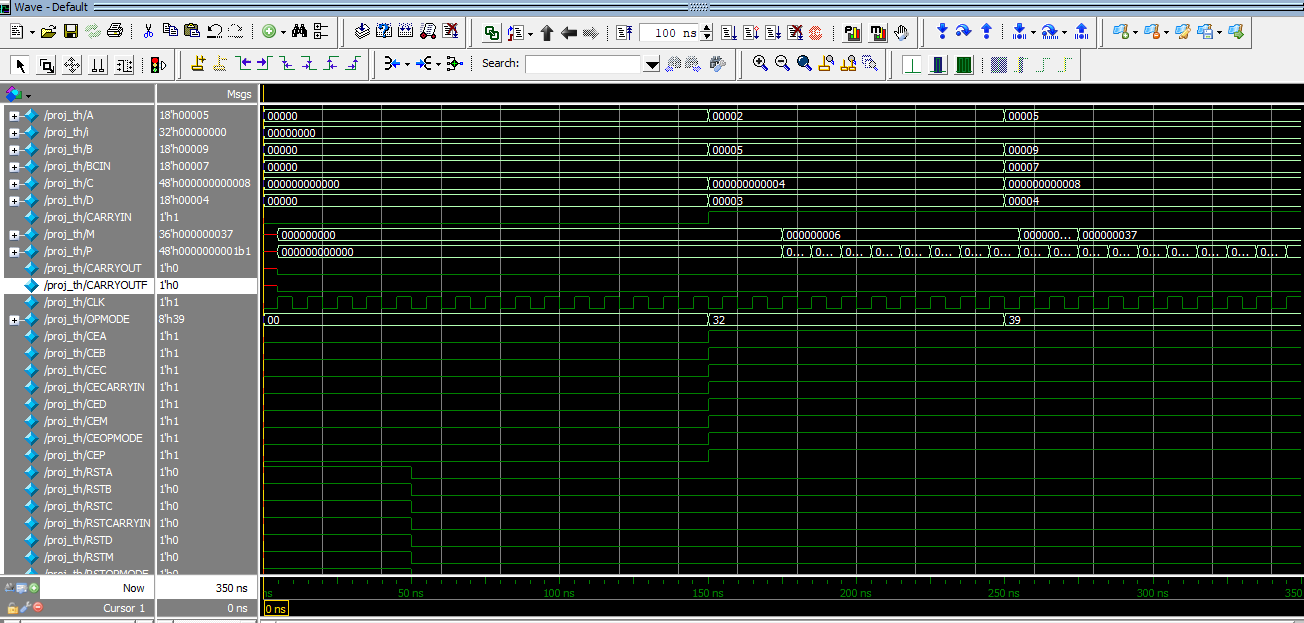 Wave - Default
100 ns
Search:
Msgs
/proj_th/A 18'h00005 00000 00002 00005
/proj_th/i 32'h00000000 00000000
/proj_th/B 18'h00009 00000 00005 00009
/proj_th/BCIN 18'h00007 00000 00007
/proj_th/C 48'h000000000008 000000000000 000000000004 000000000008
/proj_th/D 18'h00004 00000 00003 00004
/proj_th/CARRYIN 1'h1
/proj_th/M 36'h000000037 000000000 000000006 000000... 000000037
/proj_th/P 48'h0000000001b1 000000000000 0... 0... 0... 0... 0... 0... 0... 0... 0... 0... 0... 0... 0... 0... 0... 0... 0...
/proj_th/CARRYOUT 1'h0
/proj_th/CARRYOUTF 1'h0
/proj_th/CLK 1'h1
/proj_th/OPMODE 8'h39 00 32 39
/proj_th/CEA 1'h1
/proj_th/CEB 1'h1
/proj_th/CEC 1'h1
/proj_th/CECARRYIN 1'h1
/proj_th/CED 1'h1
/proj_th/CEM 1'h1
/proj_th/CEOPMODE 1'h1
/proj_th/CEP 1'h1
/proj_th/RSTA 1'h0
/proj_th/RSTB 1'h0
/proj_th/RSTC 1'h0
/proj_th/RSTCARRYIN 1'h0
/proj_th/RSTD 1'h0
/proj_th/RSTM 1'h0
/proj_th/RSTOPMODE 1'h0
Now 350 ns ns 50 ns 100 ns 150 ns 200 ns 250 ns 300 ns 350
Cursor 1 0 ns 0 ns